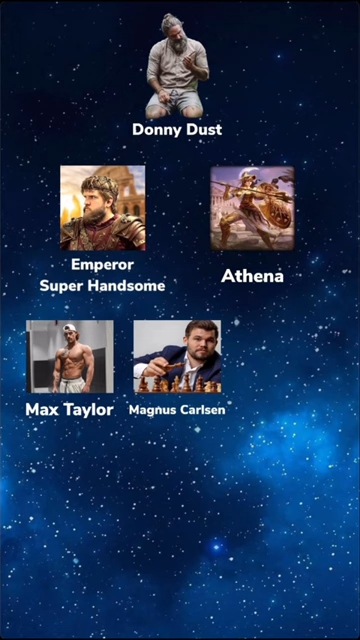 Donny Dust
Emperor
Super Handsome
Athena
Max Taylor
Magnus Carlsen